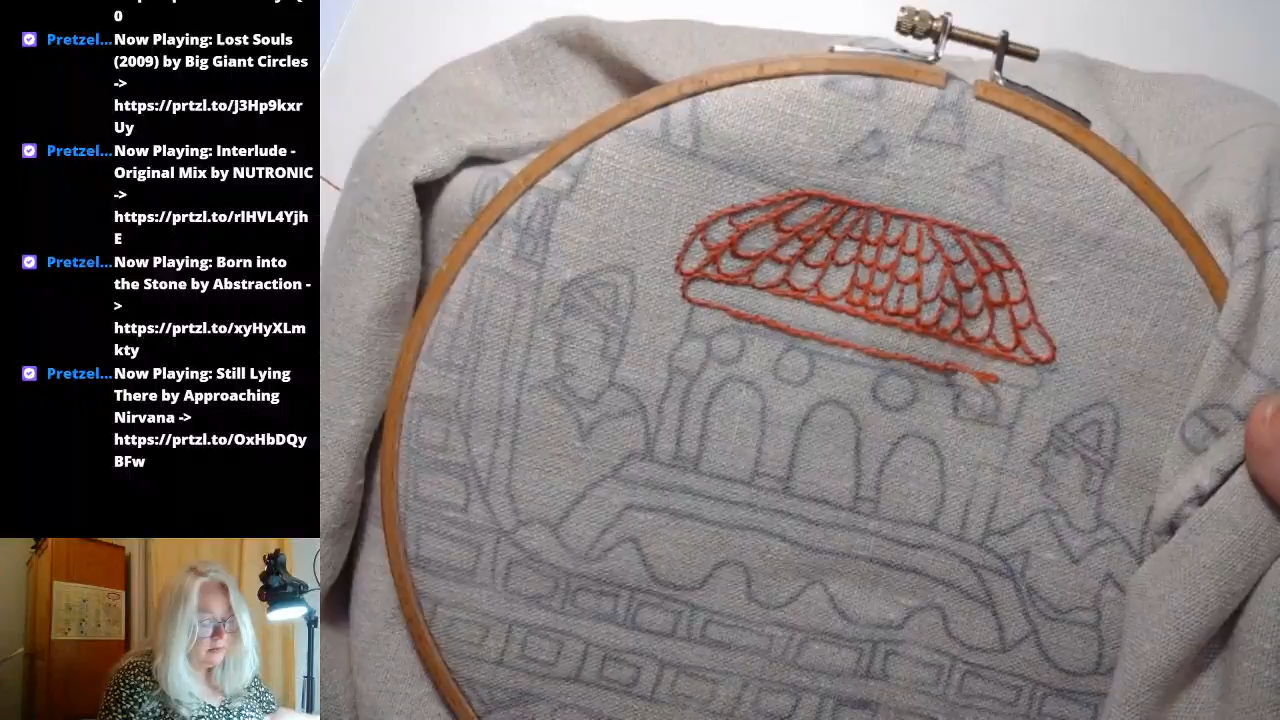 0
Pretzel... Now Playing: Lost Souls
(2009) by Big Giant Circles
->
https://prtzl.to/J3Hp9kxr
Uy
Pretzel... Now Playing: Interlude -
Original Mix by NUTRONIC
->
https://prtzl.to/rlHVL4Yjh
E
Pretzel... Now Playing: Born into
the Stone by Abstraction -
>
https://prtzl.to/xyHyXLm
kty
Pretzel... Now Playing: Still Lying
There by Approaching
Nirvana ->
https://prtzl.to/OxHbDQy
BFw